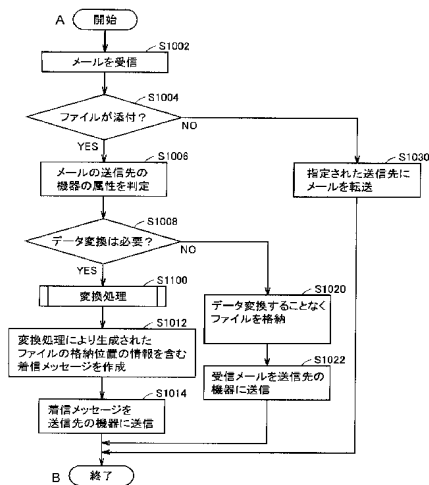 A 開始
S1002
メールを受信
S1004
ファイルが添付？
NO
YES
S1006
メールの送信先の
機器の属性を判定
S1030
指定された送信先に
メールを転送
S1008
データ変換は必要？
NO
YES
S1100
変換処理
S1020
データ変換することなく
ファイルを格納
S1012
変換処理により生成された
ファイルの格納位置の情報を含む
着信メッセージを作成
S1022
受信メールを送信先の
機器に送信
S1014
着信メッセージを
送信先の機器に送信
B 終了